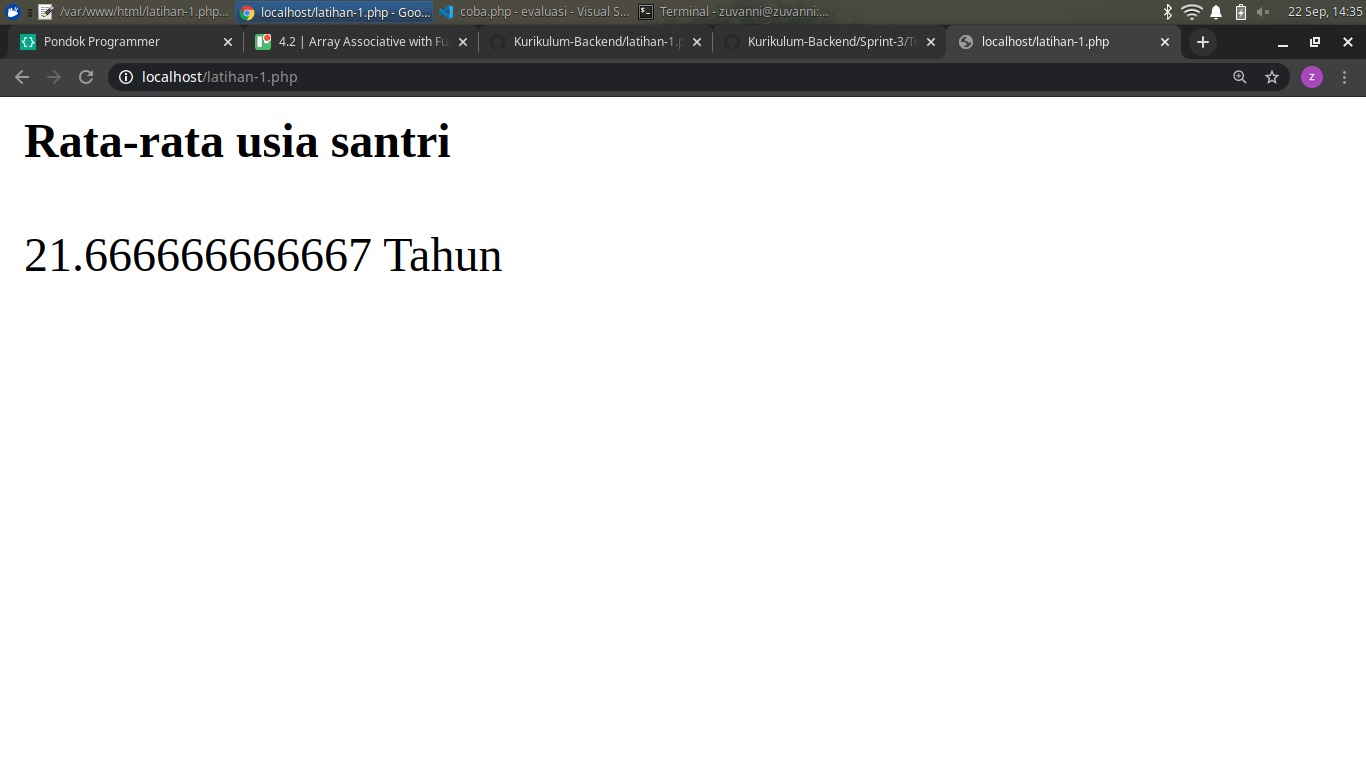 /var/www/html/latihan-1.php... localhost/latihan-1.php - Goo... coba.php - evaluasi - Visual S... Terminal - zuvanni@zuvanni:... 22 Sep, 14:35
Pondok Programmer 4.2 | Array Associative with Fu Kurikulum-Backend/latihan-1.p Kurikulum-Backend/Sprint-3/To localhost/latihan-1.php
localhost/latihan-1.php z
Rata-rata usia santri
21.666666666667 Tahun